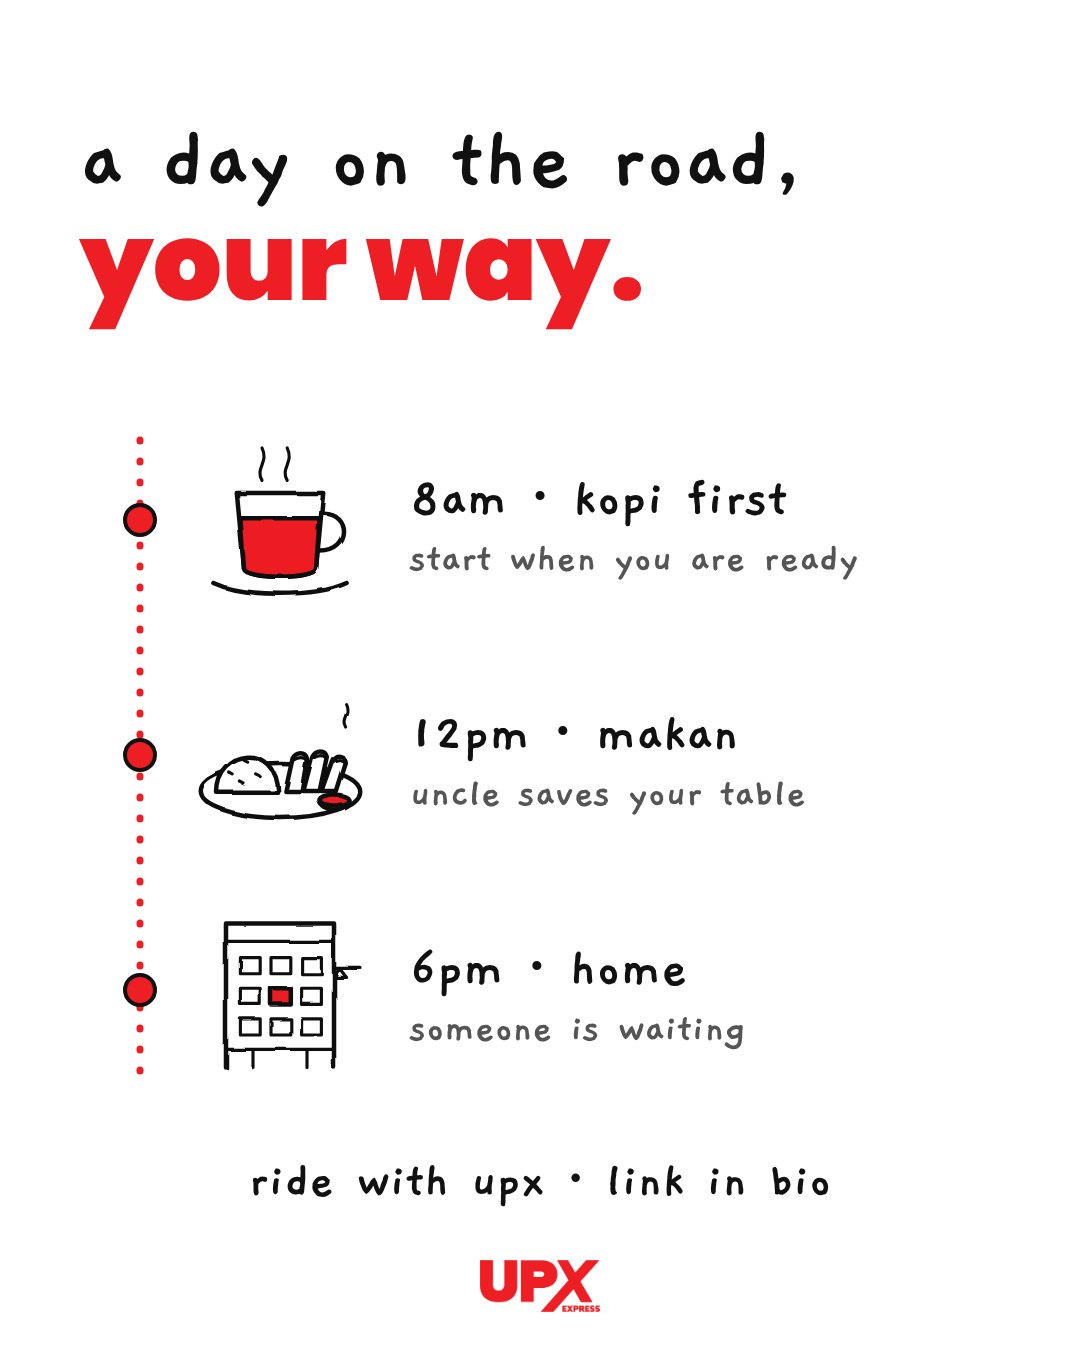 a day on the road,
your way.
8am • kopi first
start when you are ready
12pm • makan
uncle saves your table
6pm • home
someone is waiting
ride with upx • link in bio
UPX
EXPRESS